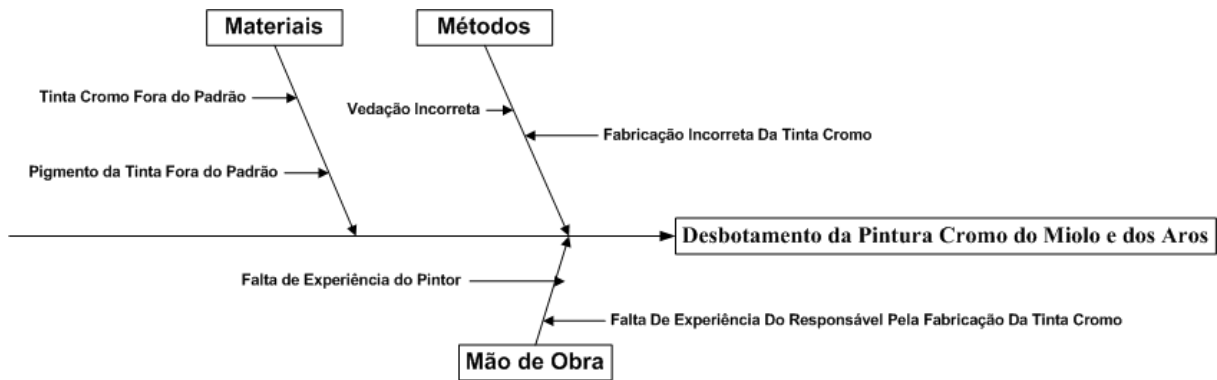 Materiais
Métodos
Tinta Cromo Fora do Padrão
Vedação Incorreta
Fabricação Incorreta Da Tinta Cromo
Pigmento da Tinta Fora do Padrão
Desbotamento da Pintura Cromo do Miolo e dos Aros
Falta de Experiência do Pintor
Falta De Experiência Do Responsável Pela Fabricação Da Tinta Cromo
Mão de Obra